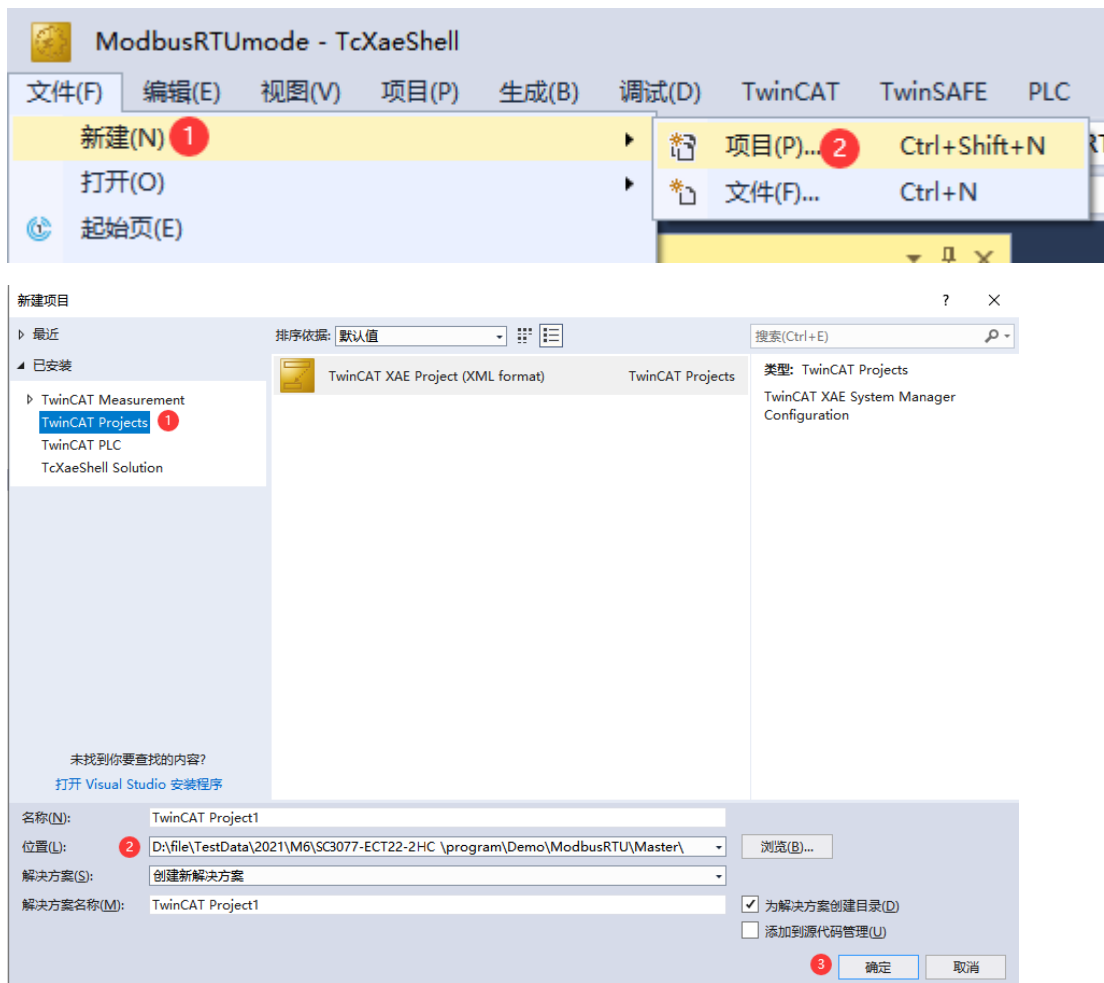 ModbusRTUmode - TcXaeShell
文件(F) 编辑(E) 视图(V) 项目(P) 生成(B) 调试(D) TwinCAT TwinSAFE PLC
新建(N) 1 项目(P)... 2 Ctrl+Shift+N
打开(O) 文件(F)... Ctrl+N
起始页(E)
新建项目 ?
最近 排序依据: 默认值 搜索(Ctrl+E)
已安装
TwinCAT XAE Project (XML format) TwinCAT Projects 类型: TwinCAT Projects
TwinCAT Measurement TwinCAT XAE System Manager
TwinCAT Projects 1 Configuration
TwinCAT PLC
TcXaeShell Solution
未找到你要查找的内容?
打开 Visual Studio 安装程序
名称(N): TwinCAT Project1
位置(L): 2 D:\file\TestData\2021\M6\SC3077-ECT22-2HC \program\Demo\ModbusRTU\Master\ 浏览(B)...
解决方案(S): 创建新解决方案
解决方案名称(M): TwinCAT Project1 为解决方案创建目录(D)
添加到源代码管理(U)
3 确定 取消